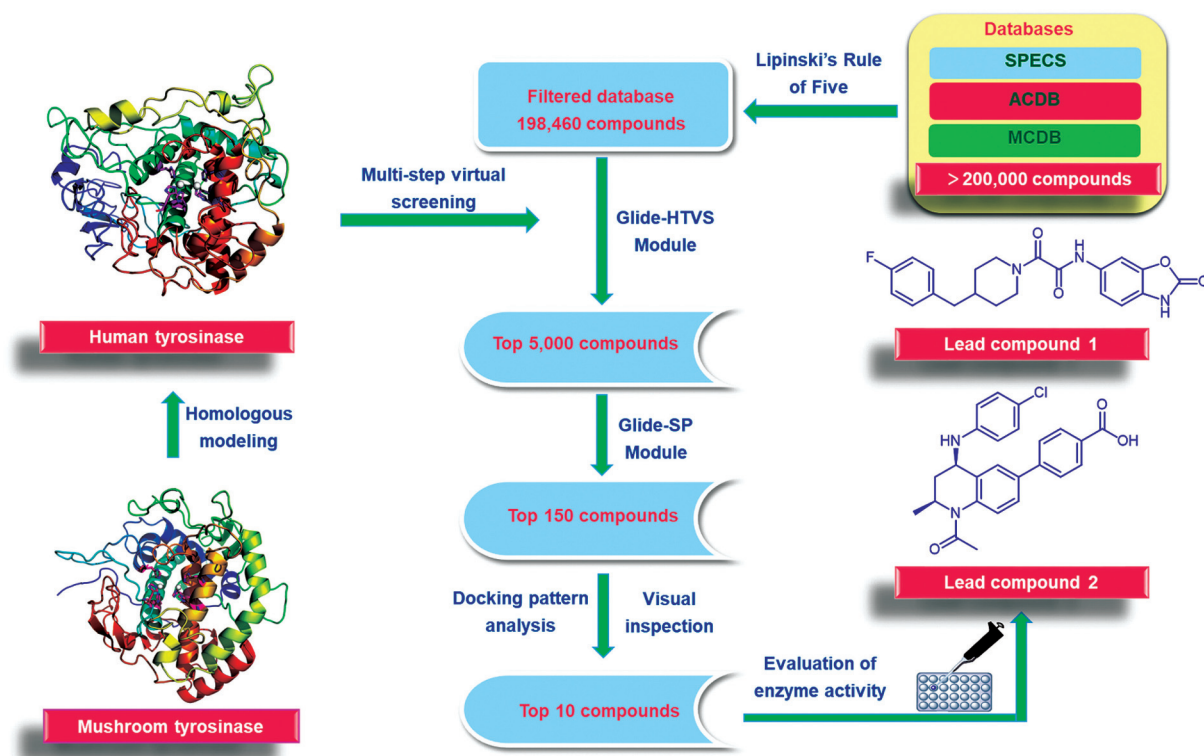 Databases
SPECS
ACDB
MCDB
> 200,000 compounds
Lipinski's Rule
of Five
Filtered database
198,460 compounds
Multi-step virtual
screening
Glide-HTVS
Module
Human tyrosinase
Top 5,000 compounds
Homologous
modeling
Glide-SP
Module
Top 150 compounds
Mushroom tyrosinase
Docking pattern
analysis
Visual
inspection
Top 10 compounds
Evaluation of
enzyme activity
F
N
O
O
H
N
O
O
N
H
Lead compound 1
Cl
HN
O
OH
N
O
Lead compound 2